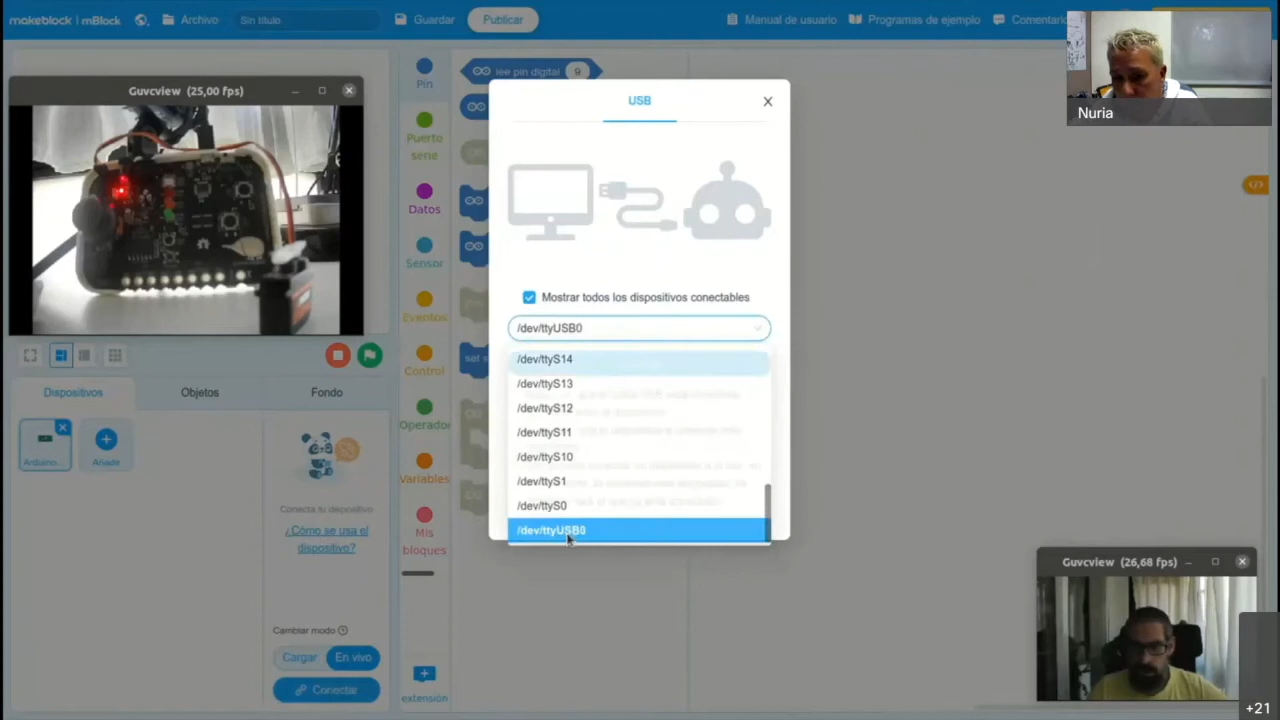 makeblock | mBlock
Archivo
Sin título
Guardar
Publicar
Manual de usuario
Programas de ejemplo
Nuria
Guvcview (25,00 fps)
Pin
lee pin digital 9
Puerto
serie
Datos
Sensor
Eventos
Control
Operador
Variables
Mis
bloques
extensión
USB
Mostrar todos los dispositivos conectables
/dev/ttyUSB0
/dev/ttyS14
/dev/ttyS13
/dev/ttyS12
/dev/ttyS11
/dev/ttyS10
/dev/ttyS1
/dev/ttyS0
/dev/ttyUSB0
Dispositivos
Objetos
Fondo
Arduino
Añade
Conecta tu dispositivo
¿Cómo se usa el
dispositivo?
Cambiar modo
Cargar
En vivo
Conectar
Guvcview (26,68 fps)
+21